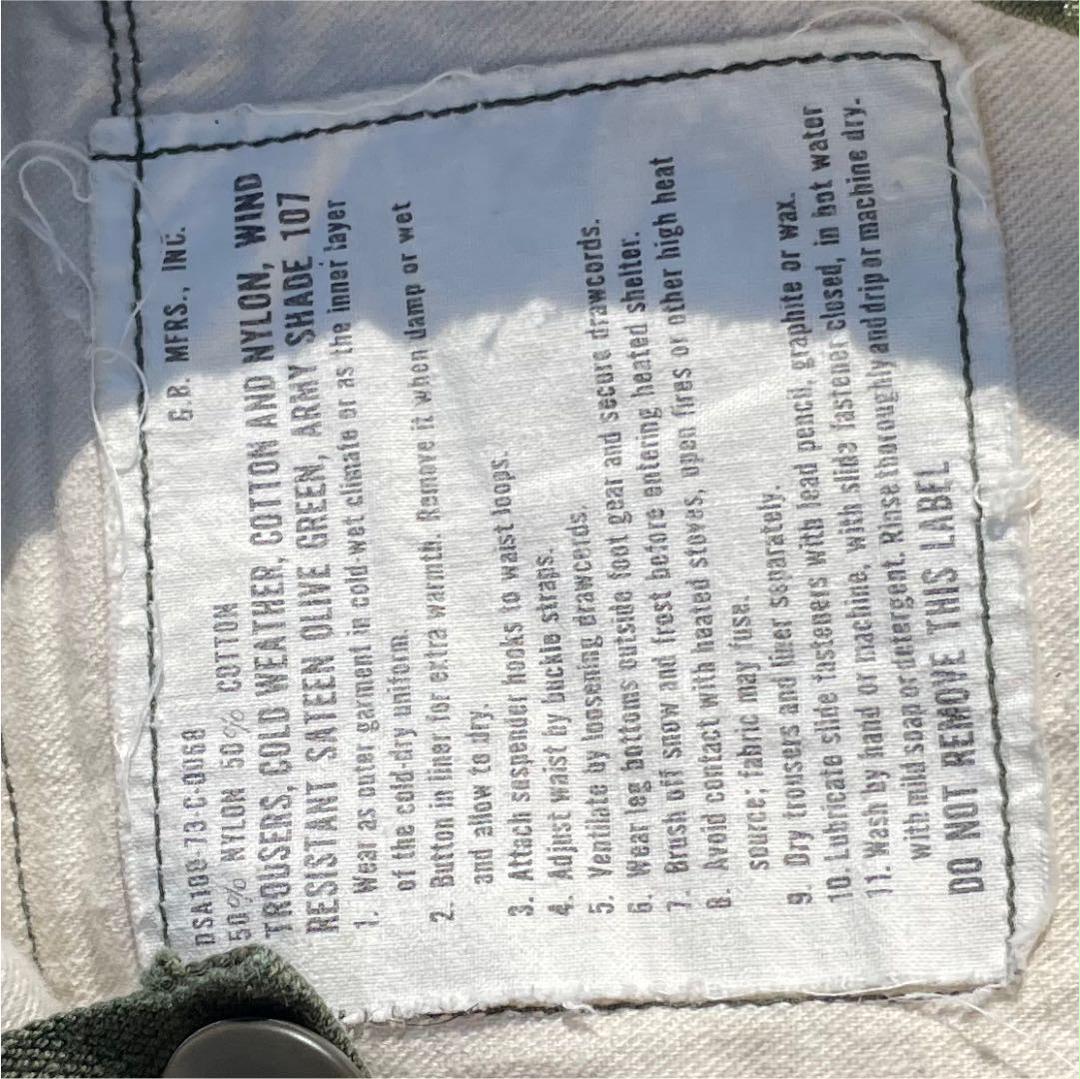 DSA100-73-C-0068 G.B. MFRS., INC.
50% NYLON 50% COTTON
TROUSERS, COLD WEATHER, COTTON AND NYLON, WIND
RESISTANT SATEEN OLIVE GREEN, ARMY SHADE 107
1. Wear as outer garment in cold-wet climate or as the inner layer
of the cold-dry uniform.
2. Button in liner for extra warmth. Remove it when damp or wet
and allow to dry.
3. Attach suspender hooks to waist loops.
4. Adjust waist by buckle straps.
5. Ventilate by loosening drawcords.
6. Wear leg bottoms outside foot gear and secure drawcords.
7. Brush off snow and frost before entering heated shelter.
8. Avoid contact with heated stoves, open fires or other high heat
source; fabric may fuse.
9. Dry trousers and liner separately.
10. Lubricate slide fasteners with lead pencil, graphite or wax.
11. Wash by hand or machine, with slide fastener closed, in hot water
with mild soap or detergent. Rinse thoroughly and drip or machine dry.
DO NOT REMOVE THIS LABEL